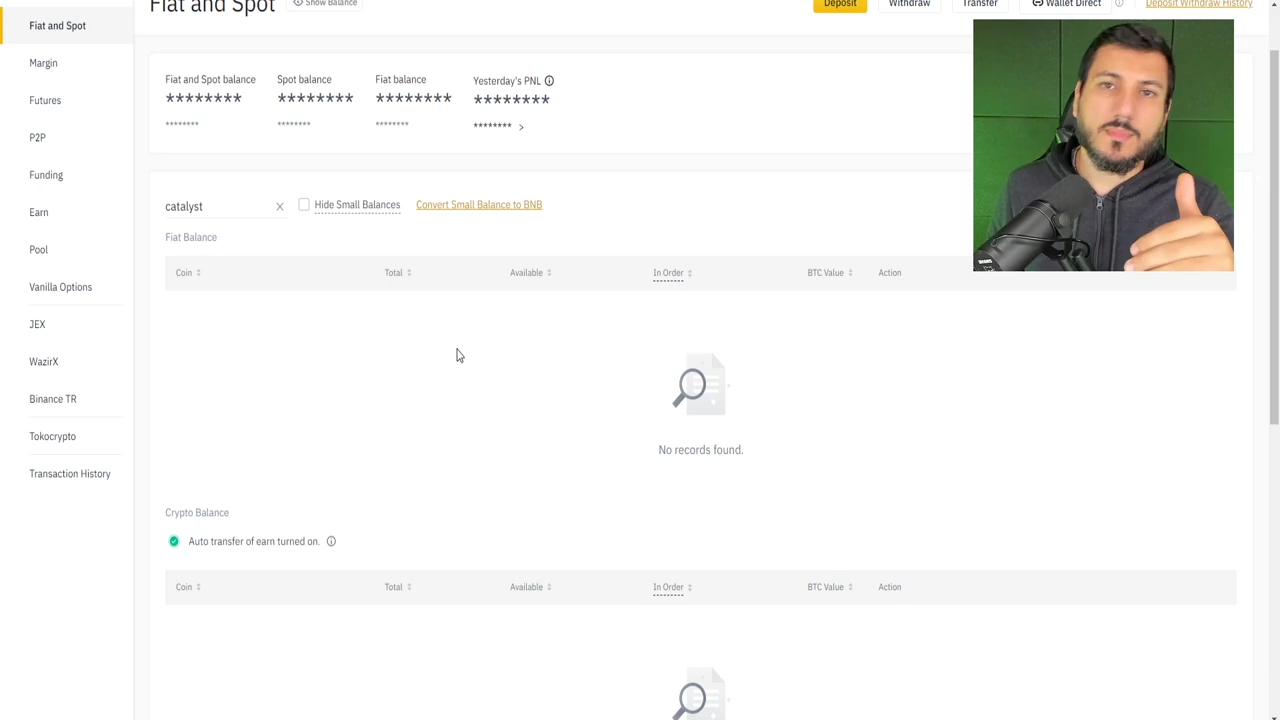 Fiat and Spot
Show Balance
Deposit
Withdraw
Transfer
Wallet Direct
Deposit Withdraw History
Fiat and Spot
Margin
Futures
P2P
Funding
Earn
Pool
Vanilla Options
JEX
WazirX
Binance TR
Tokocrypto
Transaction History
Fiat and Spot balance
Spot balance
Fiat balance
Yesterday's PNL
******** ******** ******** ********
******** ******** ******** ******** >
catalyst
Hide Small Balances
Convert Small Balance to BNB
Fiat Balance
Coin Total Available In Order BTC Value Action
No records found.
Crypto Balance
Auto transfer of earn turned on.
Coin Total Available In Order BTC Value Action